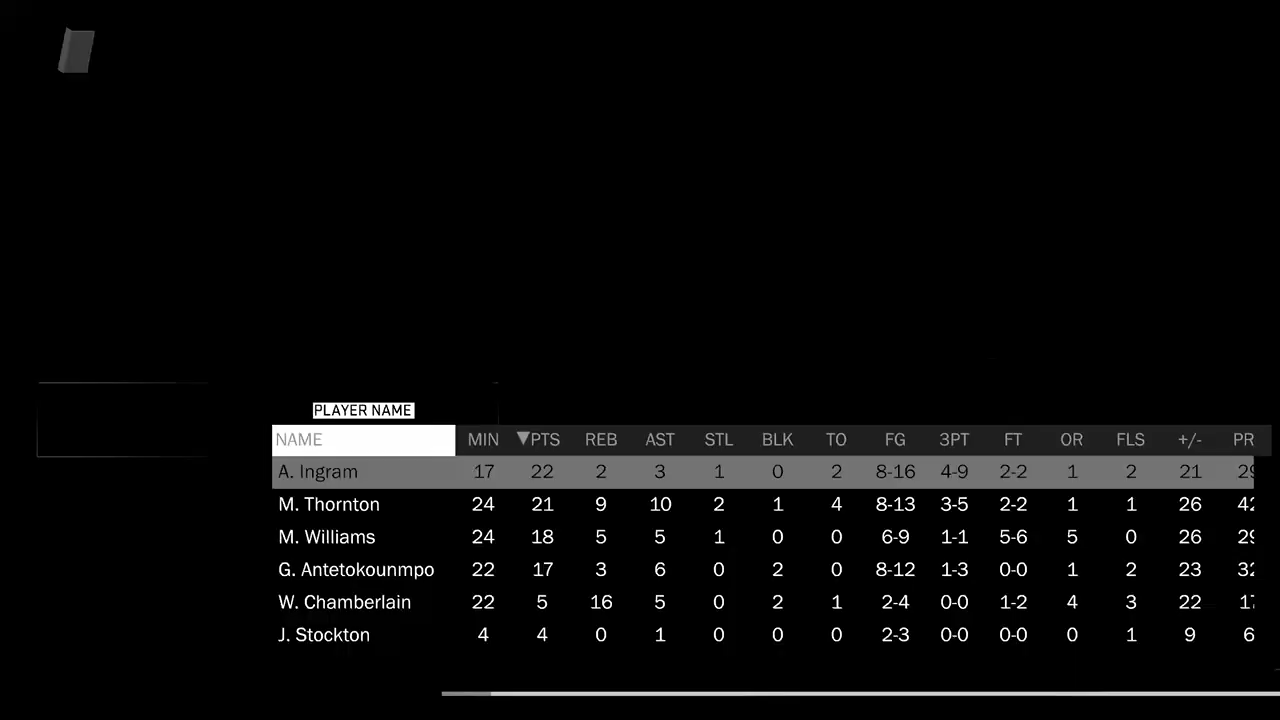 PLAYER NAME
NAME MIN ▼PTS REB AST STL BLK TO FG 3PT FT OR FLS +/- PR
A. Ingram 17 22 2 3 1 0 2 8-16 4-9 2-2 1 2 21 29
M. Thornton 24 21 9 10 2 1 4 8-13 3-5 2-2 1 1 26 42
M. Williams 24 18 5 5 1 0 0 6-9 1-1 5-6 5 0 26 29
G. Antetokounmpo 22 17 3 6 0 2 0 8-12 1-3 0-0 1 2 23 32
W. Chamberlain 22 5 16 5 0 2 1 2-4 0-0 1-2 4 3 22 17
J. Stockton 4 4 0 1 0 0 0 2-3 0-0 0-0 0 1 9 6